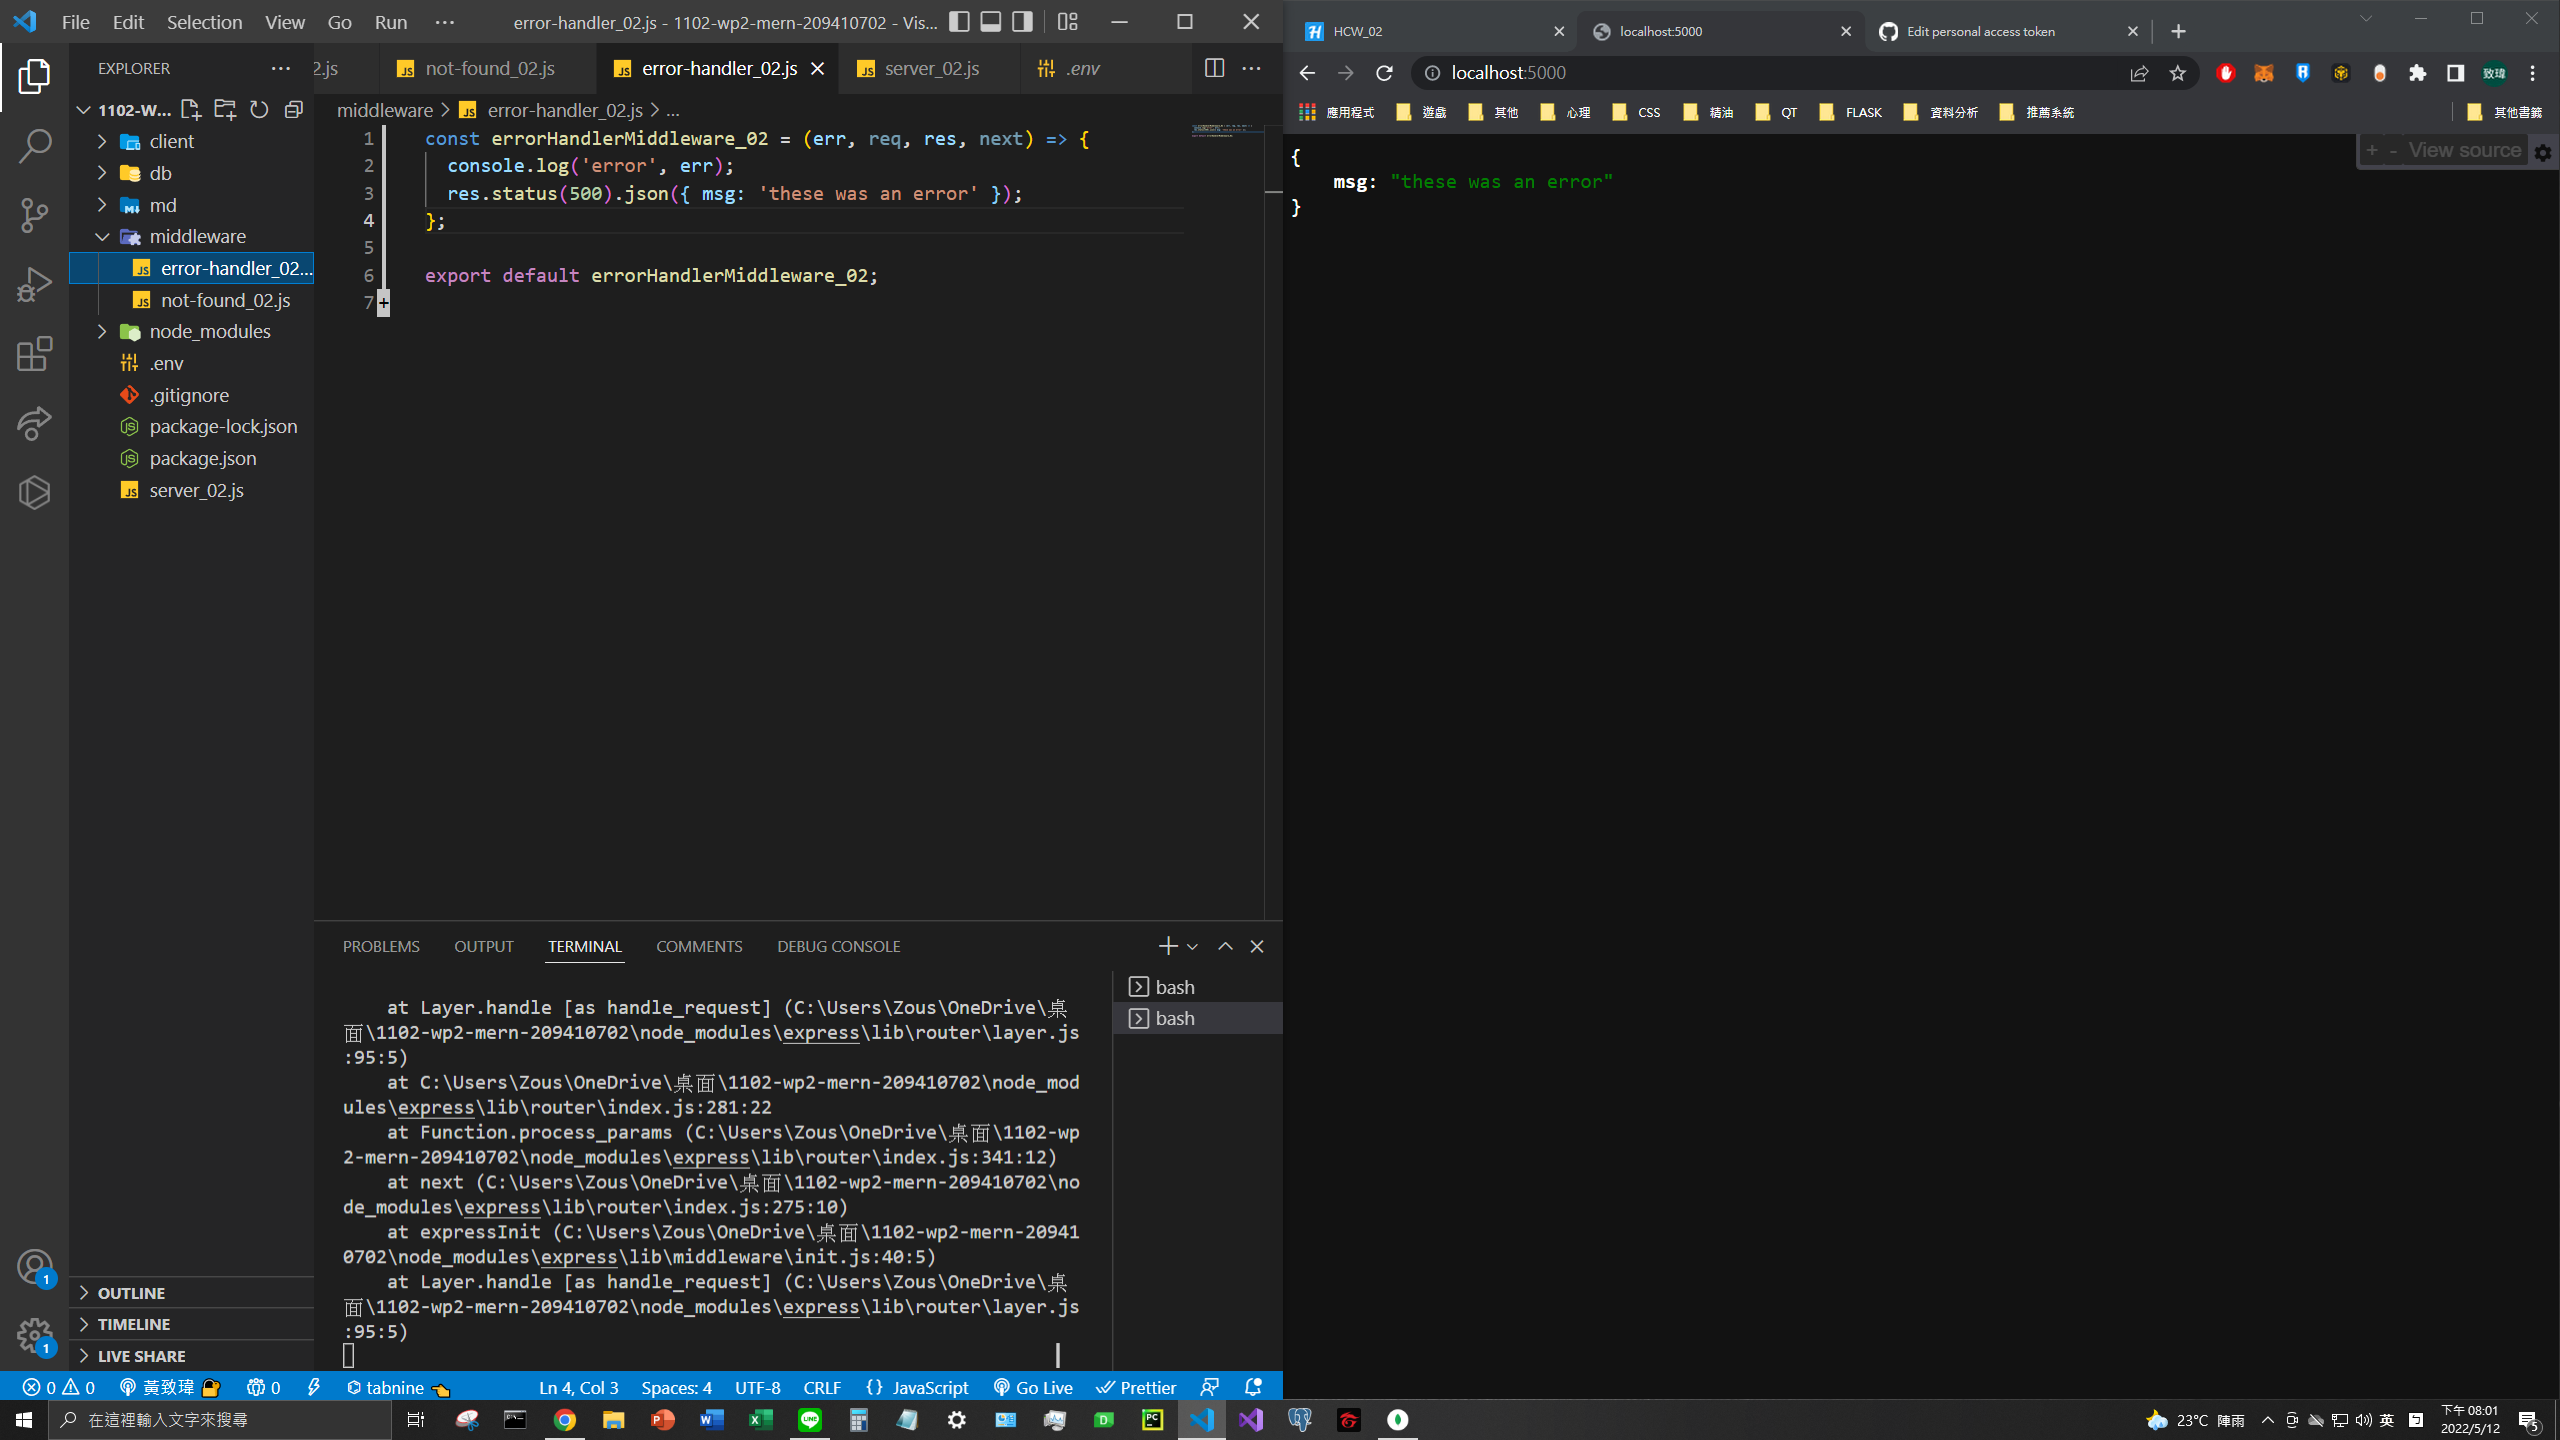 File Edit Selection View Go Run ··· error-handler_02.js - 1102-wp2-mern-209410702 - Vis...
EXPLORER ···
1102-W...
client
db
md
middleware
error-handler_02...
not-found_02.js
node_modules
.env
.gitignore
package-lock.json
package.json
server_02.js
OUTLINE
TIMELINE
LIVE SHARE
2.js not-found_02.js error-handler_02.js server_02.js .env ···
middleware > error-handler_02.js > ...
1 const errorHandlerMiddleware_02 = (err, req, res, next) => {
2 console.log('error', err);
3 res.status(500).json({ msg: 'these was an error' });
4 };
5
6 export default errorHandlerMiddleware_02;
7 +
PROBLEMS OUTPUT TERMINAL COMMENTS DEBUG CONSOLE
at Layer.handle [as handle_request] (C:\Users\Zous\OneDrive\桌
面\1102-wp2-mern-209410702\node_modules\express\lib\router\layer.js
:95:5)
at C:\Users\Zous\OneDrive\桌面\1102-wp2-mern-209410702\node_mod
ules\express\lib\router\index.js:281:22
at Function.process_params (C:\Users\Zous\OneDrive\桌面\1102-wp
2-mern-209410702\node_modules\express\lib\router\index.js:341:12)
at next (C:\Users\Zous\OneDrive\桌面\1102-wp2-mern-209410702\no
de_modules\express\lib\router\index.js:275:10)
at expressInit (C:\Users\Zous\OneDrive\桌面\1102-wp2-mern-20941
0702\node_modules\express\lib\middleware\init.js:40:5)
at Layer.handle [as handle_request] (C:\Users\Zous\OneDrive\桌
面\1102-wp2-mern-209410702\node_modules\express\lib\router\layer.js
:95:5)
bash
bash
1
1
0 0 黃致瑋 0 tabnine Ln 4, Col 3 Spaces: 4 UTF-8 CRLF {} JavaScript Go Live Prettier
HCW_02 localhost:5000 Edit personal access token
localhost:5000 致瑋
應用程式 遊戲 其他 心理 CSS 精油 QT FLASK 資料分析 推薦系統 其他書籤
+ - View source
{
msg: "these was an error"
}
在這裡輸入文字來搜尋
23°C 陣雨 英 下午 08:01
2022/5/12 5